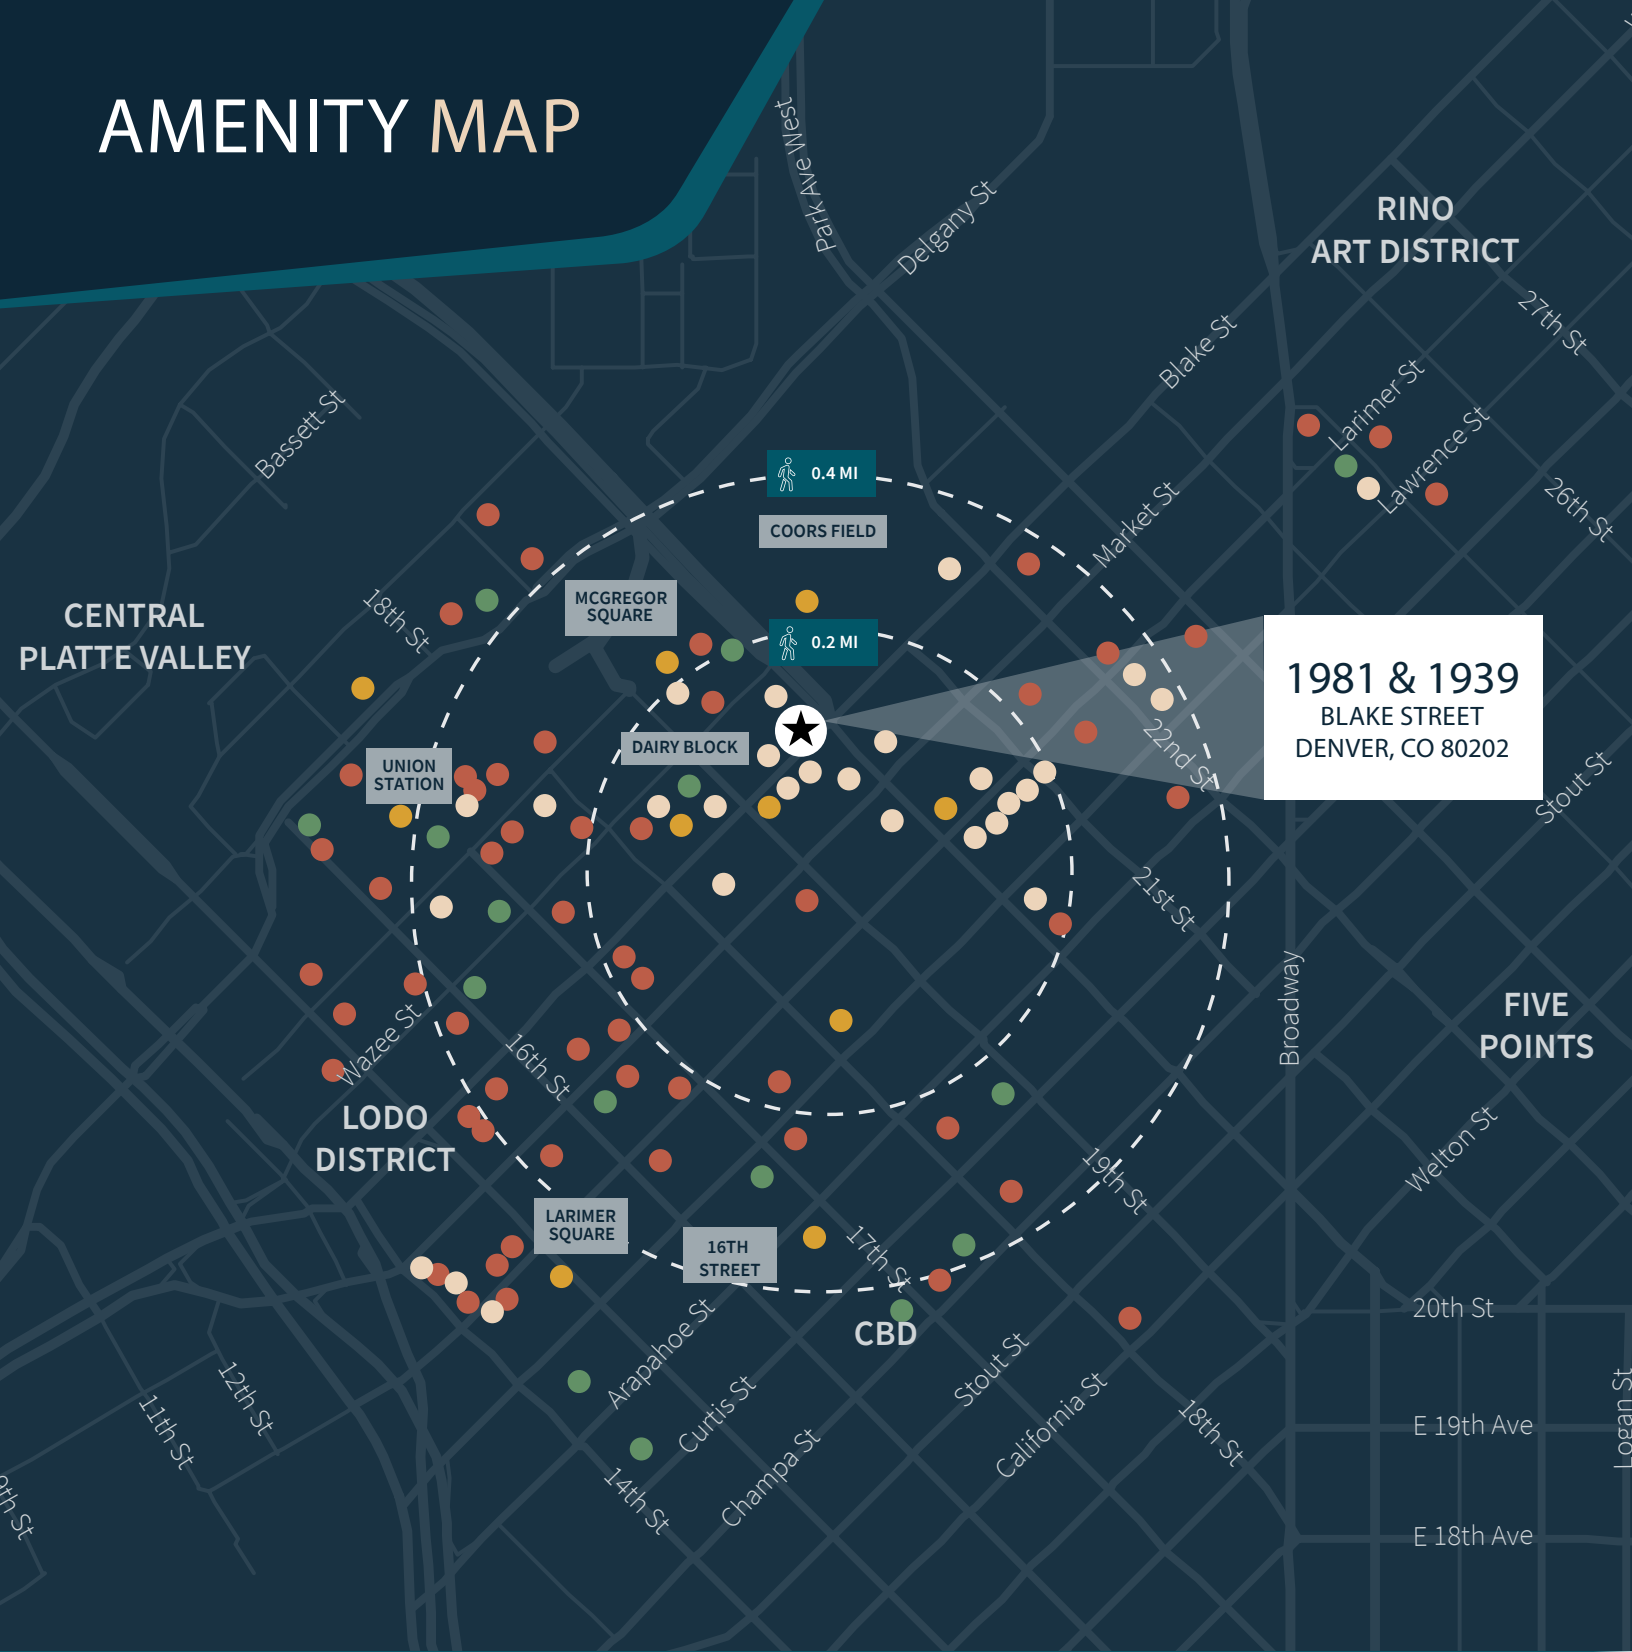 AMENITY MAP
Park Ave West
Delgany St
RINO
ART DISTRICT
27th St
Blake St
Larimer St
Lawrence St
Bassett St
0.4 MI
COORS FIELD
Market St
26th St
MCGREGOR
SQUARE
CENTRAL
PLATTE VALLEY
18th St
0.2 MI
1981 & 1939
BLAKE STREET
DENVER, CO 80202
DAIRY BLOCK
UNION
STATION
22nd St
Stout St
21st St
Broadway
FIVE
POINTS
Wazee St
16th St
LODO
DISTRICT
Welton St
19th St
LARIMER
SQUARE
16TH
STREET
17th St
CBD
20th St
Arapahoe St
Curtis St
Champa St
Stout St
California St
18th St
E 19th Ave
Logan St
12th St
11th St
14th St
E 18th Ave